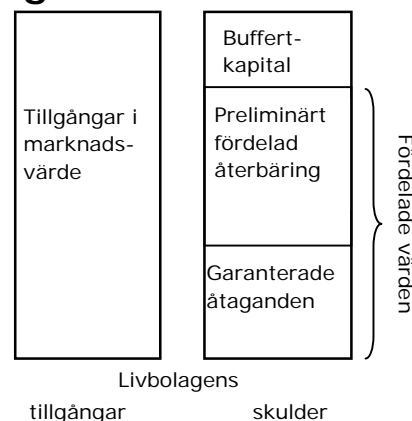 Tillgångar i
marknads-
värde
Buffert-
kapital
Preliminärt
fördelad
återbäring
Garanterade
åtaganden
Fördelade värden
Livbolagens
tillgångar
skulder